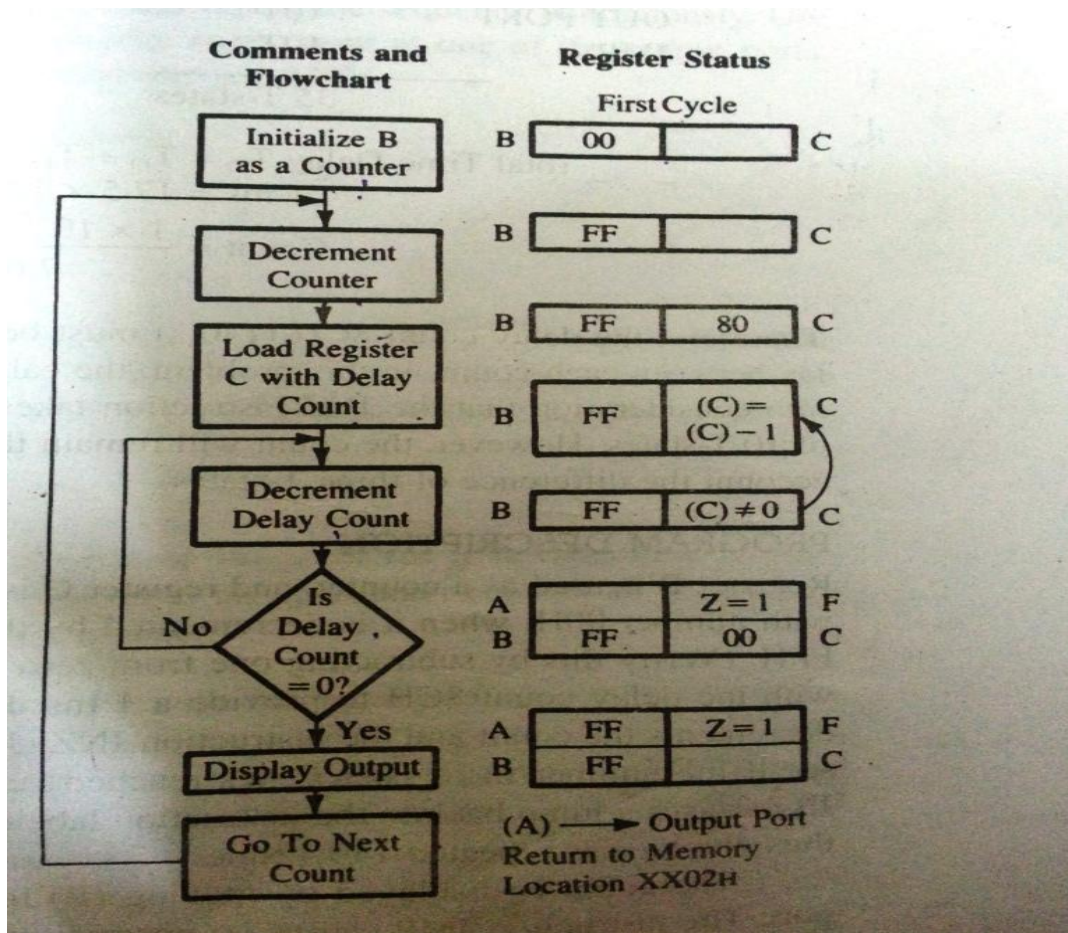 Comments and
Flowchart
Register Status
First Cycle
Initialize B
as a Counter
B 00 C
Decrement
Counter
B FF C
Load Register
C with Delay
Count
B FF 80 C
B FF (C) = C
(C) − 1
Decrement
Delay Count
B FF (C) ≠ 0 C
Is
Delay
Count
= 0?
No
Yes
A Z = 1 F
B FF 00 C
Display Output
A FF Z = 1 F
B FF C
Go To Next
Count
(A) → Output Port
Return to Memory
Location XX02H